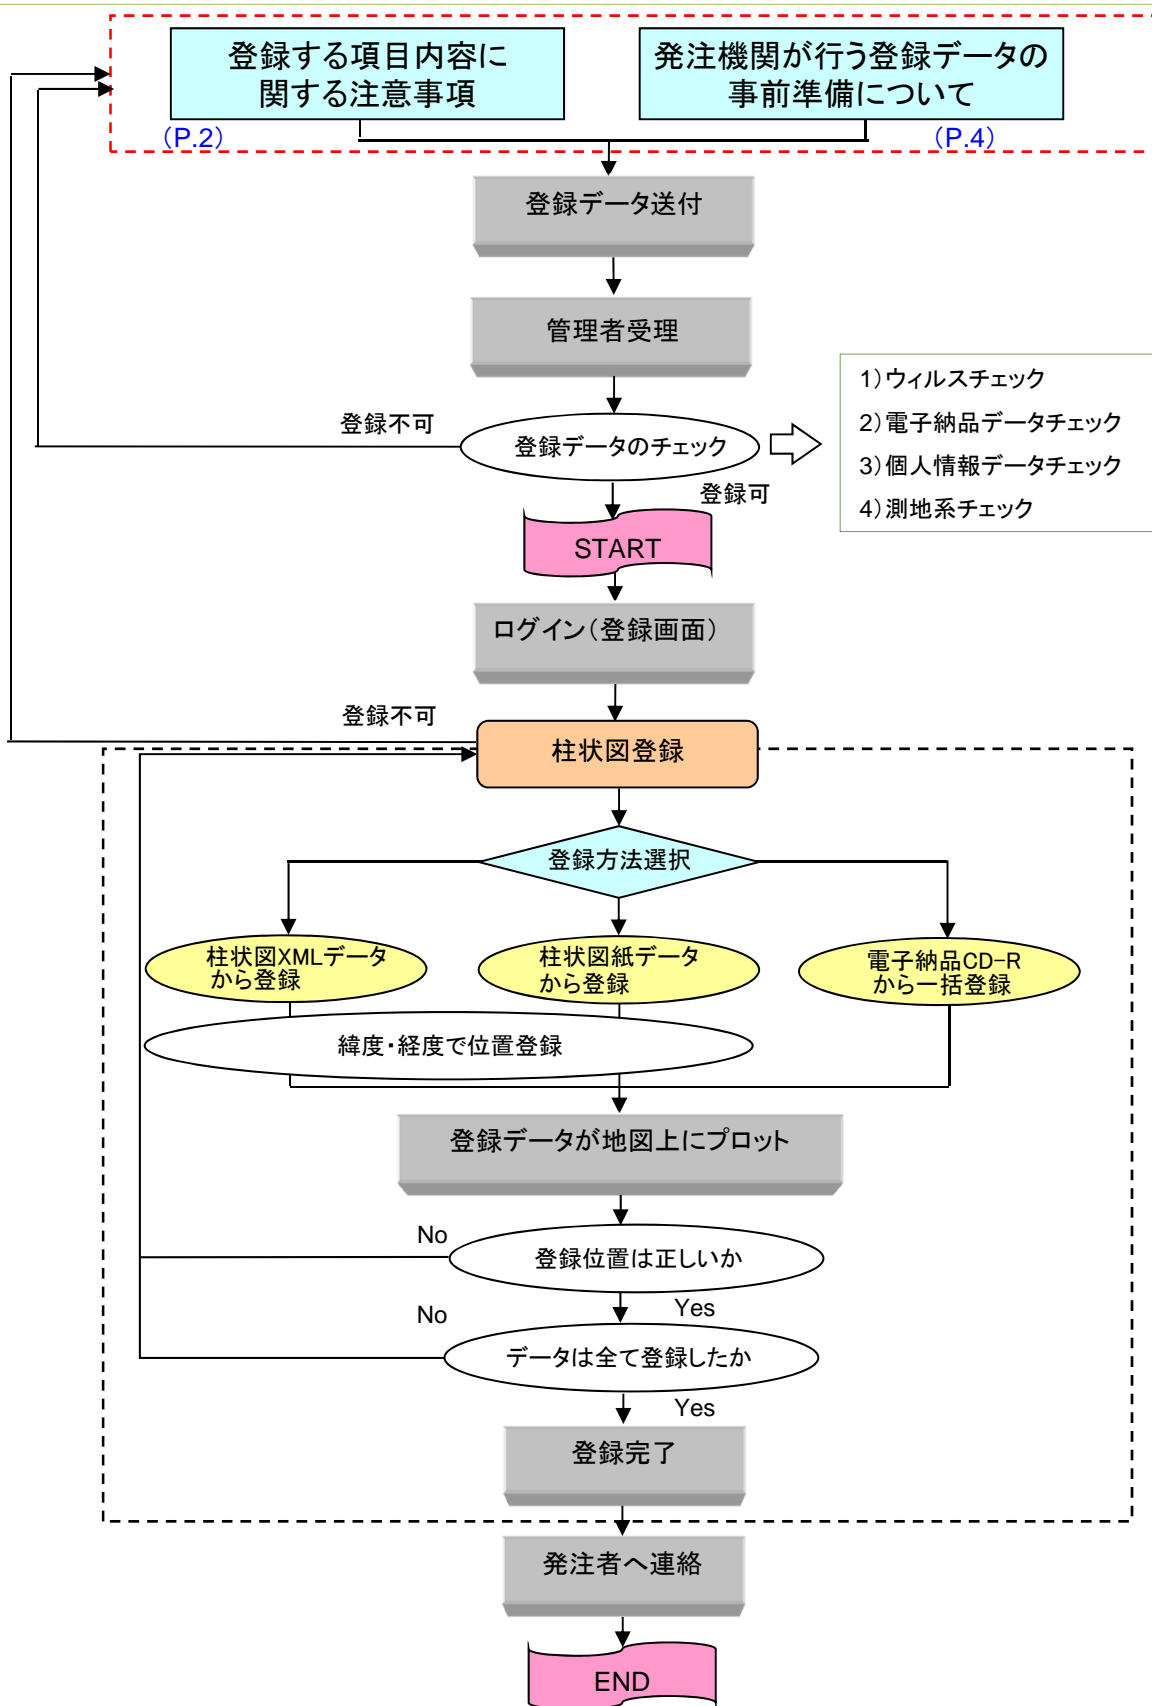 登録する項目内容に
関する注意事項
(P.2)
発注機関が行う登録データの
事前準備について
(P.4)
登録データ送付
管理者受理
登録不可
登録データのチェック
1)ウィルスチェック
2)電子納品データチェック
3)個人情報データチェック
4)測地系チェック
登録可
START
ログイン(登録画面)
登録不可
柱状図登録
登録方法選択
柱状図XMLデータ
から登録
柱状図紙データ
から登録
電子納品CD-R
から一括登録
緯度・経度で位置登録
登録データが地図上にプロット
No
登録位置は正しいか
Yes
No
データは全て登録したか
Yes
登録完了
発注者へ連絡
END